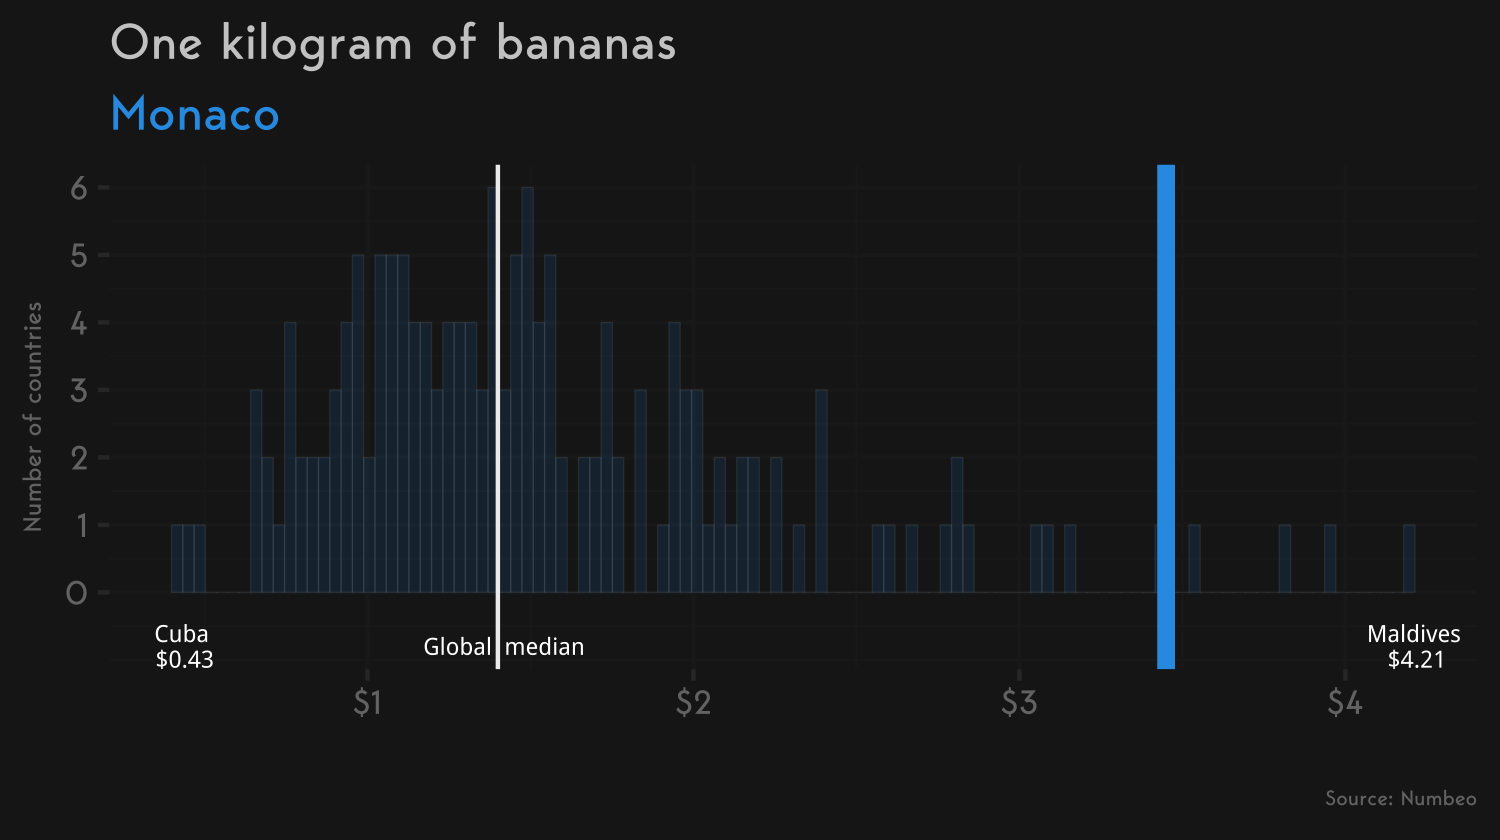 One kilogram of bananas
Monaco
Number of countries
6
5
4
3
2
1
0
Cuba
$0.43
Global median
Maldives
$4.21
$1 $2 $3 $4
Source: Numbeo